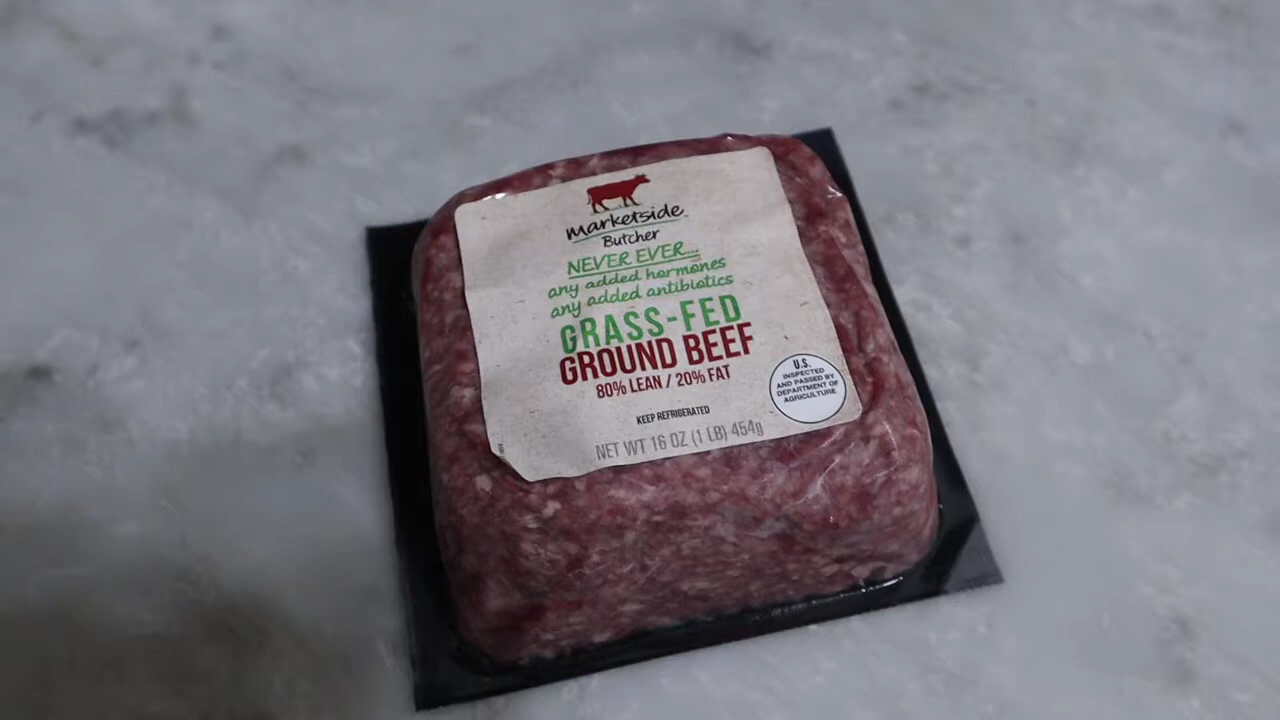 marketside
Butcher
NEVER EVER...
any added hormones
any added antibiotics
GRASS-FED
GROUND BEEF
80% LEAN / 20% FAT
U.S.
INSPECTED
AND PASSED BY
DEPARTMENT OF
AGRICULTURE
KEEP REFRIGERATED
NET WT 16 OZ (1 LB) 454g